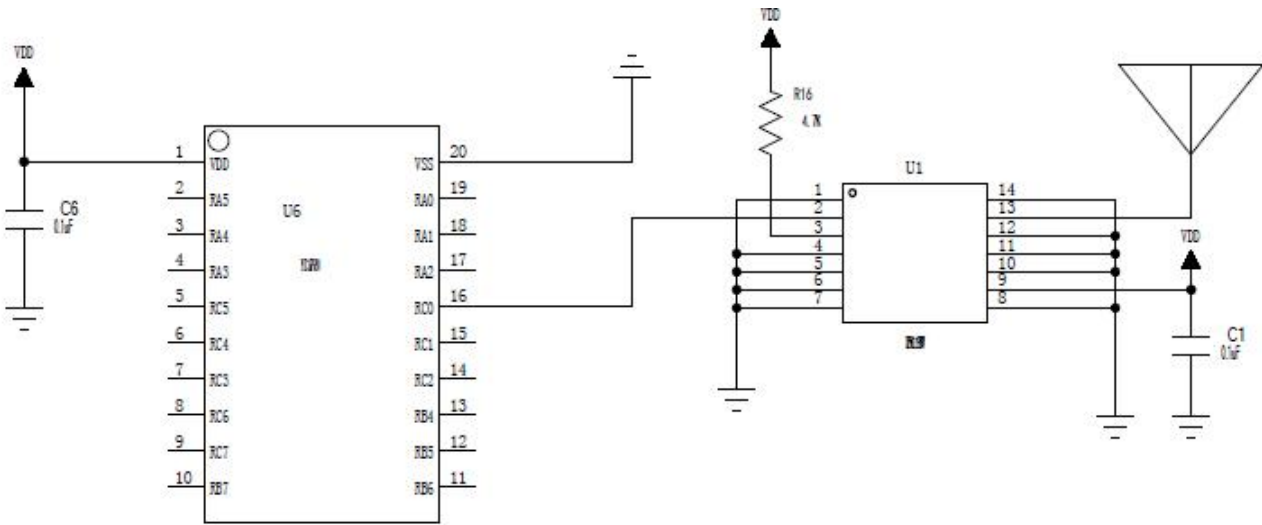 VDD
C6
0.1uF
U6
1 VDD
2 RA5
3 RA4
4 RA3
5 RC5
6 RC4
7 RC3
8 RC6
9 RC7
10 RB7
VSS 20
RA0 19
RA1 18
RA2 17
RC0 16
RC1 15
RC2 14
RB4 13
RB5 12
RB6 11
VDD
R16
4.7K
U1
1
2
3
4
5
6
7
14
13
12
11
10
9
8
VDD
C1
0.1uF